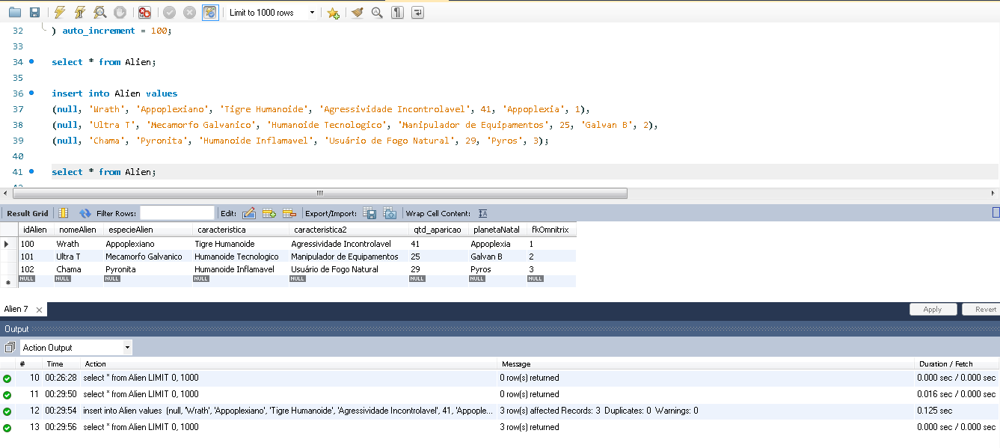 Limit to 1000 rows
32 ) auto_increment = 100;
33
34 select * from Alien;
35
36 insert into Alien values
37 (null, 'Wrath', 'Appoplexiano', 'Tigre Humanoide', 'Agressividade Incontrolavel', 41, 'Appoplexia', 1),
38 (null, 'Ultra T', 'Mecamorfo Galvanico', 'Humanoide Tecnologico', 'Manipulador de Equipamentos', 25, 'Galvan B', 2),
39 (null, 'Chama', 'Pyronita', 'Humanoide Inflamavel', 'Usuário de Fogo Natural', 29, 'Pyros', 3);
40
41 select * from Alien;
Result Grid Filter Rows: Edit: Export/Import: Wrap Cell Content:
idAlien nomeAlien especieAlien caracteristica caracteristica2 qtd_aparicao planetaNatal fkOmnitrix
100 Wrath Appoplexiano Tigre Humanoide Agressividade Incontrolavel 41 Appoplexia 1
101 Ultra T Mecamorfo Galvanico Humanoide Tecnologico Manipulador de Equipamentos 25 Galvan B 2
102 Chama Pyronita Humanoide Inflamavel Usuário de Fogo Natural 29 Pyros 3
NULL NULL NULL NULL NULL NULL NULL NULL
Alien 7 Apply Revert
Output
Action Output
# Time Action Message Duration / Fetch
10 00:26:28 select * from Alien LIMIT 0, 1000 0 row(s) returned 0.000 sec / 0.000 sec
11 00:29:50 select * from Alien LIMIT 0, 1000 0 row(s) returned 0.016 sec / 0.000 sec
12 00:29:54 insert into Alien values (null, 'Wrath', 'Appoplexiano', 'Tigre Humanoide', 'Agressividade Incontrolavel', 41, 'Appople... 3 row(s) affected Records: 3 Duplicates: 0 Warnings: 0 0.125 sec
13 00:29:56 select * from Alien LIMIT 0, 1000 3 row(s) returned 0.000 sec / 0.000 sec